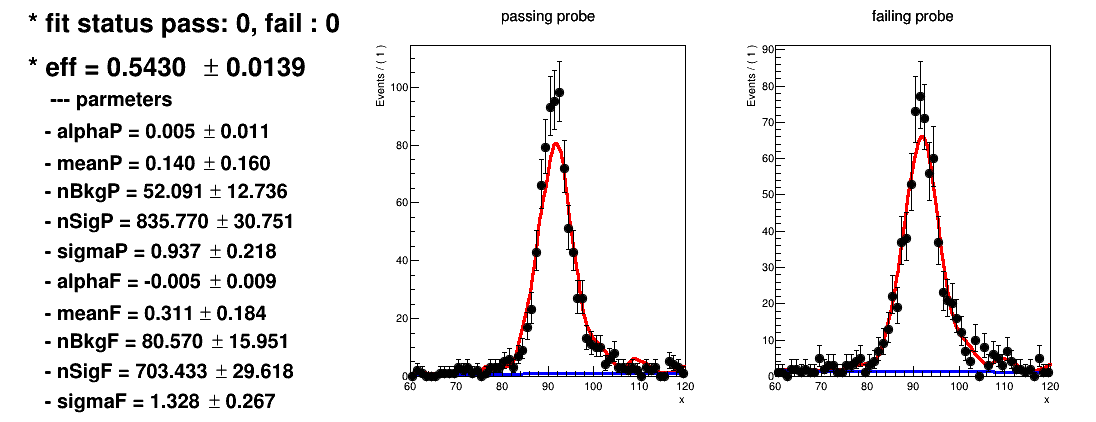 * fit status pass: 0, fail : 0
* eff = 0.5430 ± 0.0139
--- parmeters
- alphaP = 0.005 ± 0.011
- meanP = 0.140 ± 0.160
- nBkgP = 52.091 ± 12.736
- nSigP = 835.770 ± 30.751
- sigmaP = 0.937 ± 0.218
- alphaF = -0.005 ± 0.009
- meanF = 0.311 ± 0.184
- nBkgF = 80.570 ± 15.951
- nSigF = 703.433 ± 29.618
- sigmaF = 1.328 ± 0.267
passing probe
Events / ( 1 )
100
80
60
40
20
0
60 70 80 90 100 110 120
x
failing probe
Events / ( 1 )
90
80
70
60
50
40
30
20
10
0
60 70 80 90 100 110 120
x